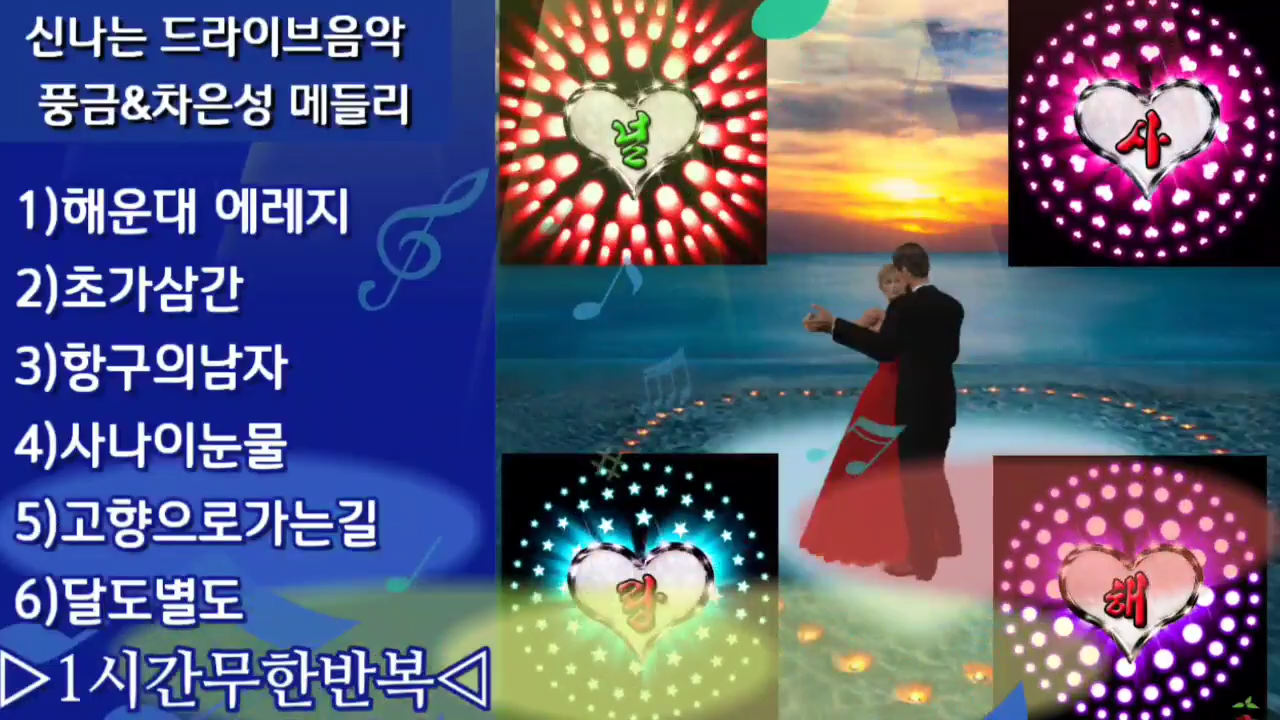 신나는 드라이브음악
풍금&차은성 메들리
1)해운대 에레지
2)초가삼간
3)항구의남자
4)사나이눈물
5)고향으로가는길
6)달도별도
▷1시간무한반복◁
널
사
랑
해